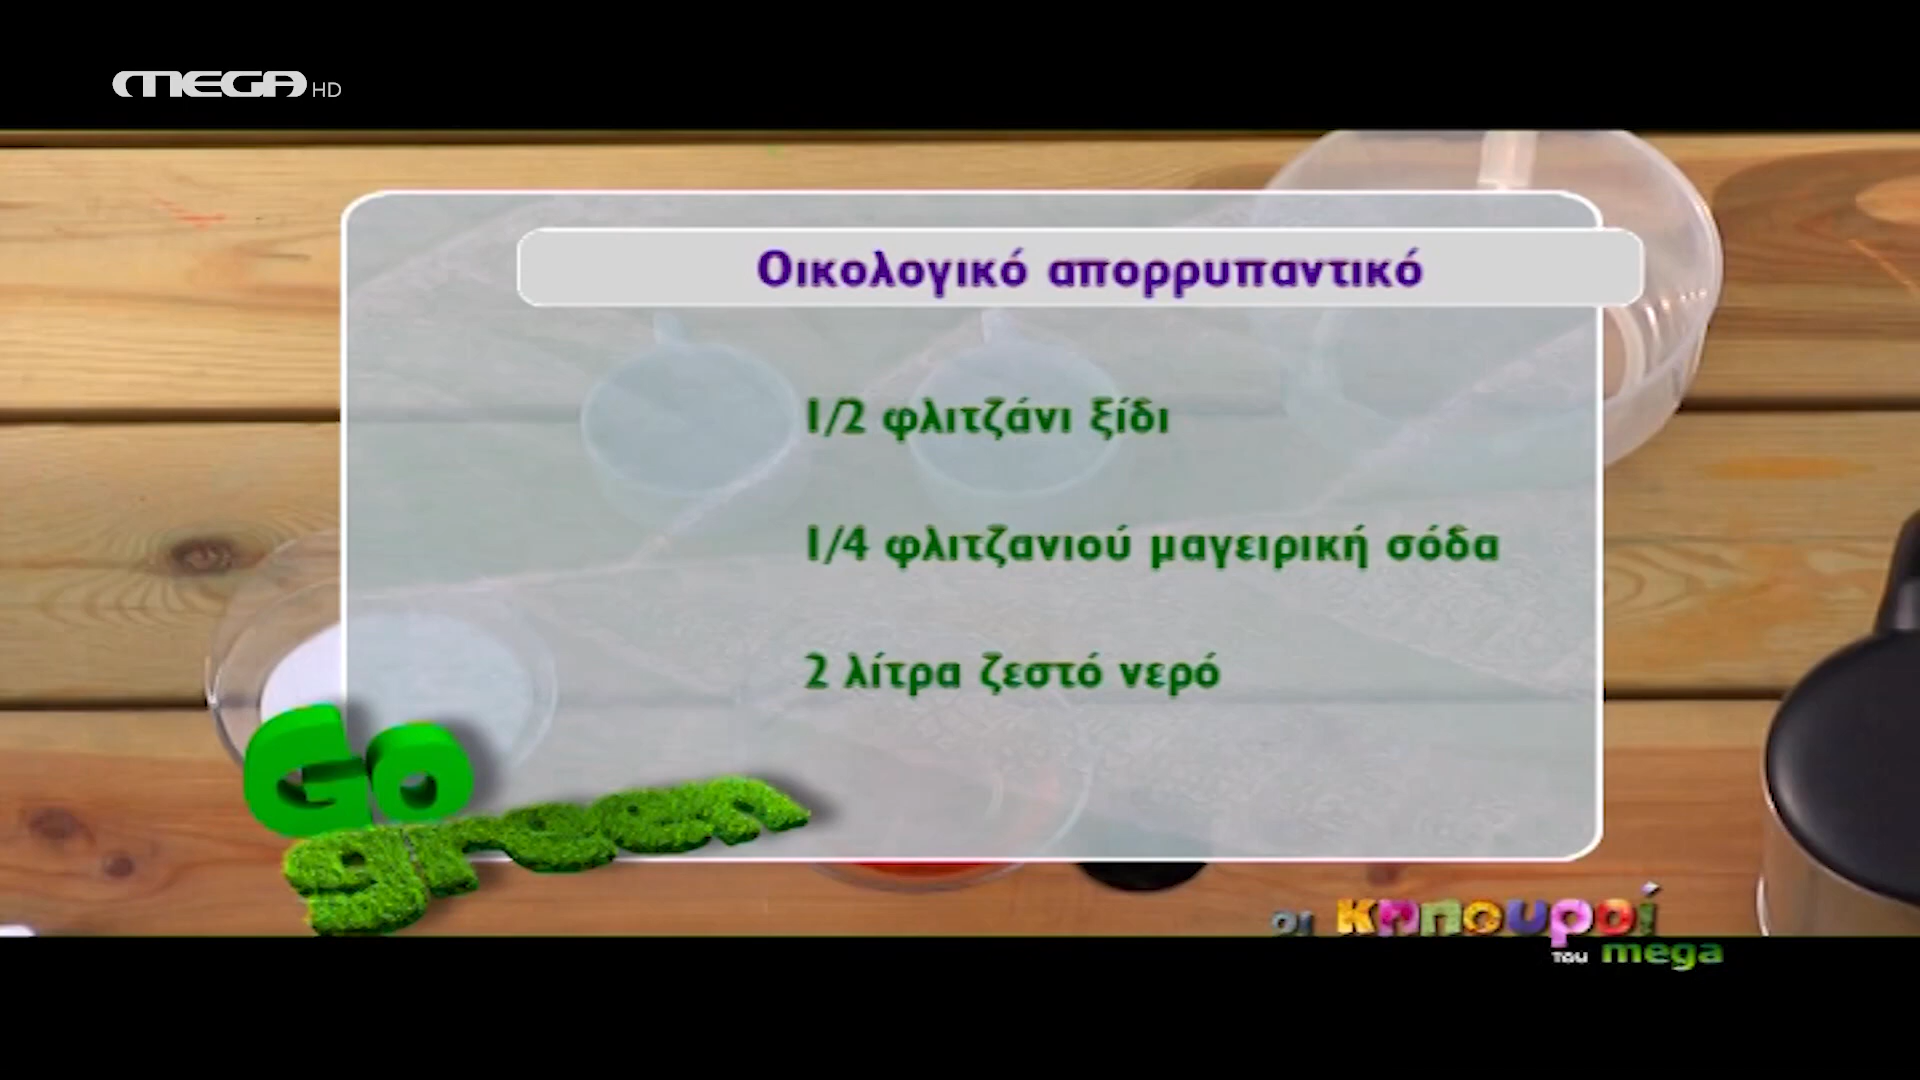 MEGA HD
Οικολογικό απορρυπαντικό
1/2 φλιτζάνι ξίδι
1/4 φλιτζανιού μαγειρική σόδα
2 λίτρα ζεστό νερό
Go
green
οι κηπουροί
του mega